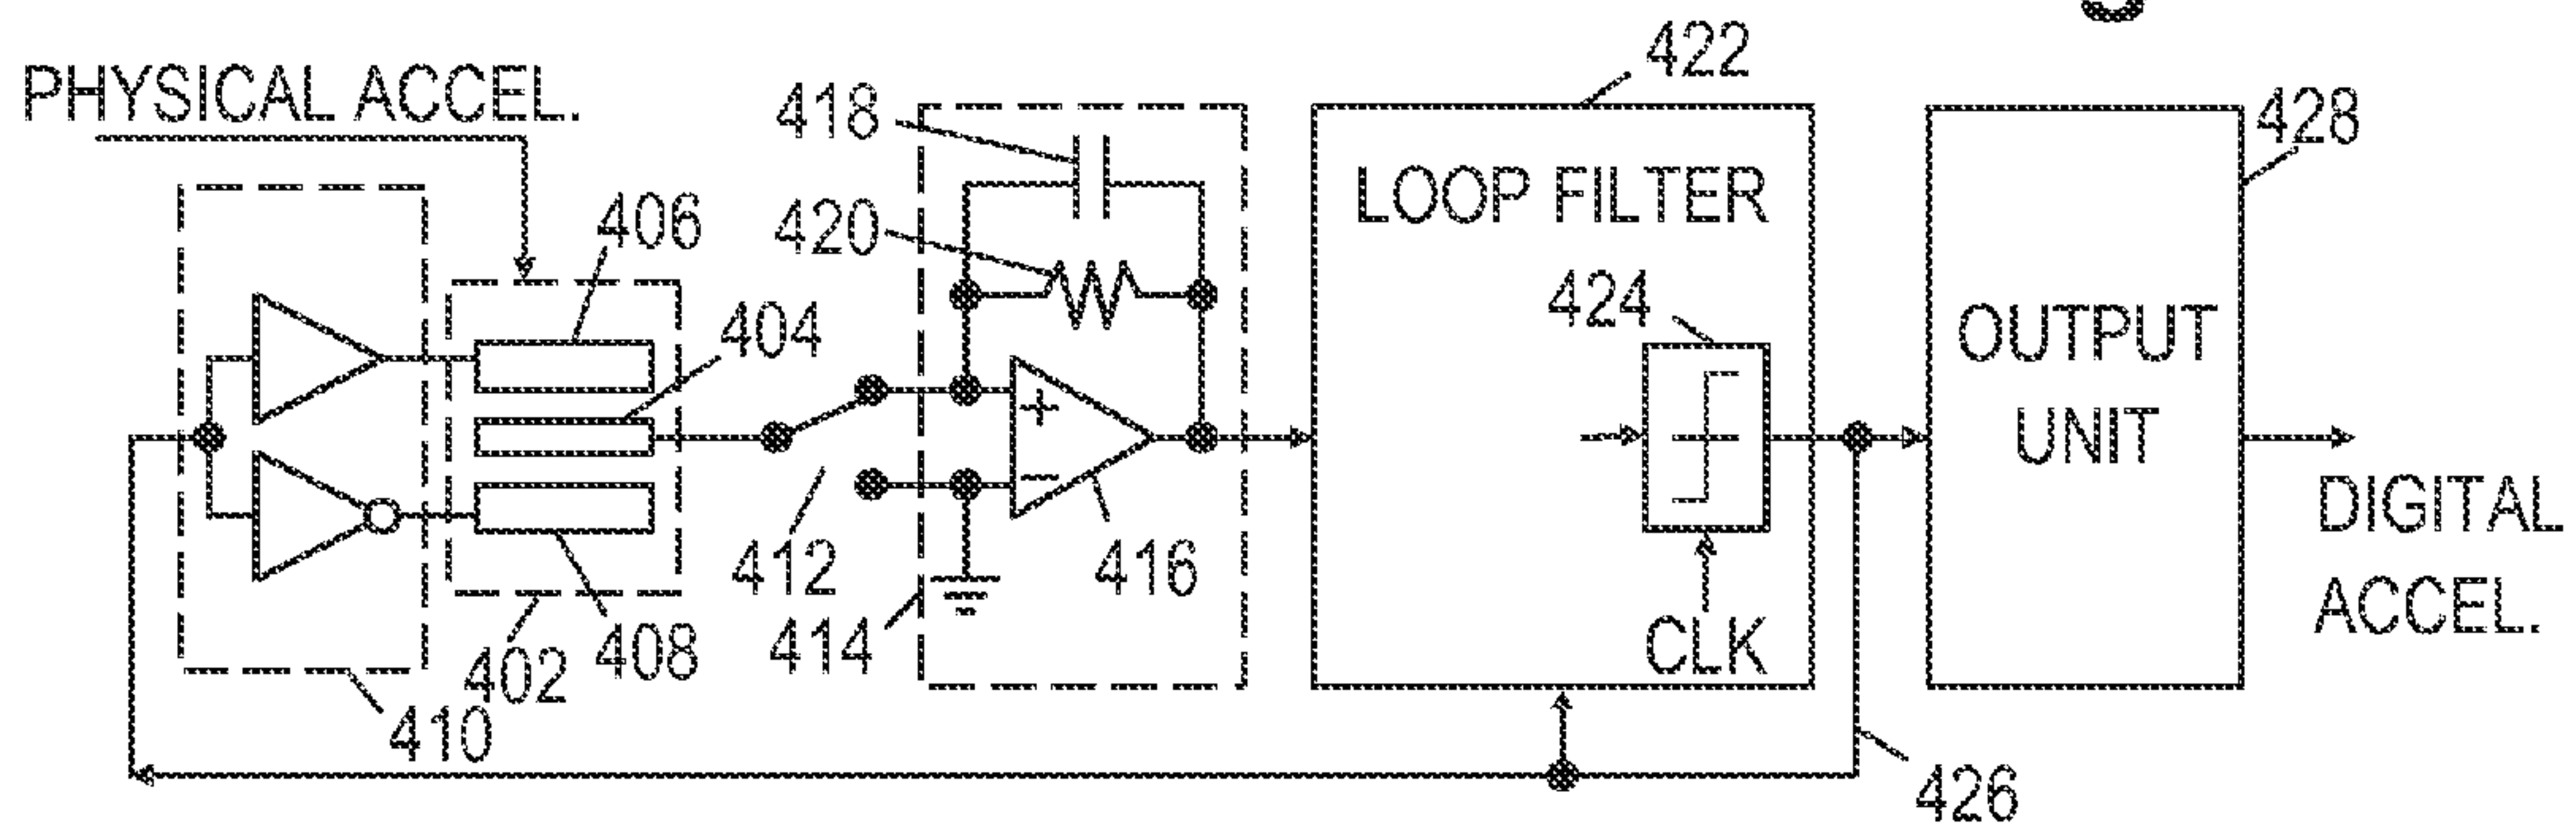 PHYSICAL ACCEL.
422
418
428
406
420
LOOP FILTER
404
424
OUTPUT
UNIT
+
−
412
416
DIGITAL
ACCEL.
414
CLK
408
402
410
426